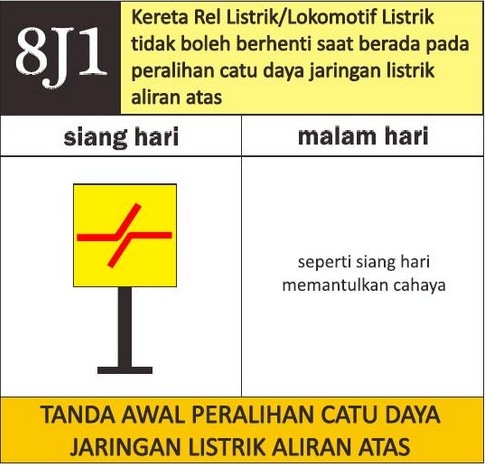 8J1
Kereta Rel Listrik/Lokomotif Listrik
tidak boleh berhenti saat berada pada
peralihan catu daya jaringan listrik
aliran atas
siang hari
malam hari
seperti siang hari
memantulkan cahaya
TANDA AWAL PERALIHAN CATU DAYA
JARINGAN LISTRIK ALIRAN ATAS